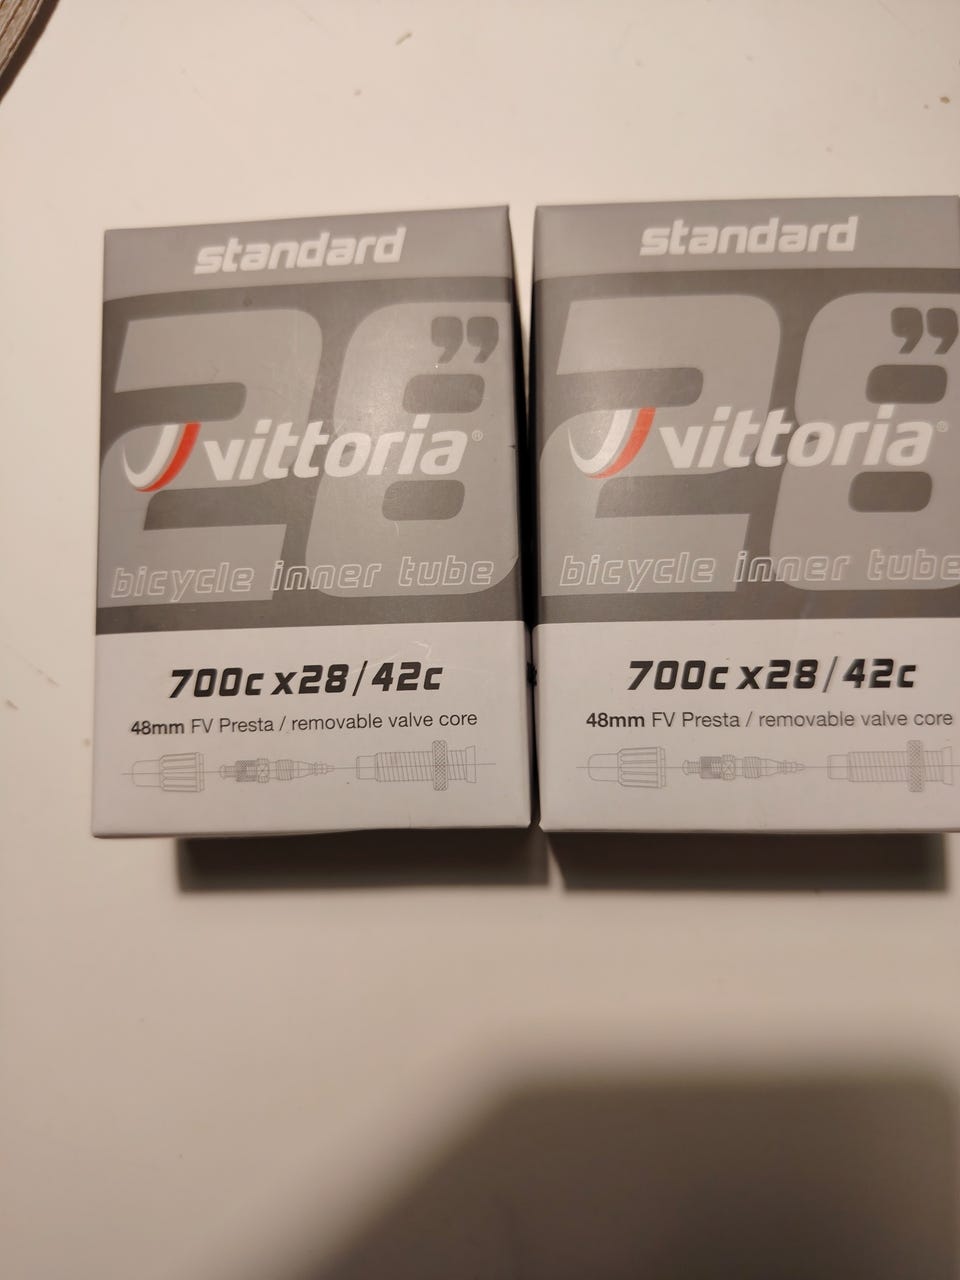 standard
28”
vittoria®
bicycle inner tube
700c x28/42c
48mm FV Presta / removable valve core
standard
28”
vittoria®
bicycle inner tube
700c x28/42c
48mm FV Presta / removable valve core